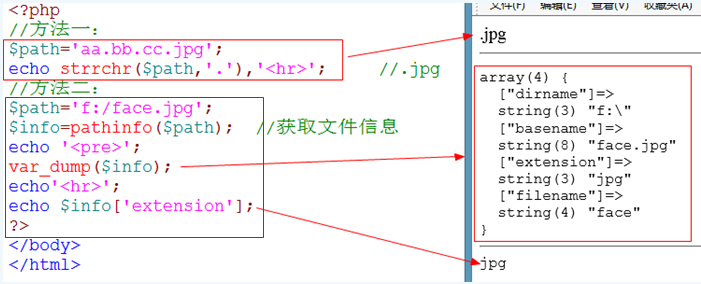 <?php
//方法一：
$path='aa.bb.cc.jpg';
echo strrchr($path,'.'),'<hr>';    //.jpg
//方法二：
$path='f:/face.jpg';
$info=pathinfo($path);  //获取文件信息
echo '<pre>';
var_dump($info);
echo'<hr>';
echo $info['extension'];
?>
</body>
</html>
文件(F) 编辑(E) 查看(V) 收藏夹(A)
.jpg
array(4) {
  ["dirname"]=>
  string(3) "f:\"
  ["basename"]=>
  string(8) "face.jpg"
  ["extension"]=>
  string(3) "jpg"
  ["filename"]=>
  string(4) "face"
}
jpg